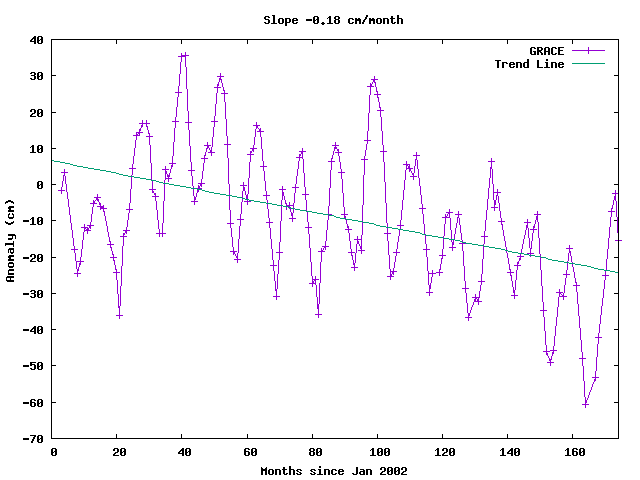 Slope -0.18 cm/month
GRACE
Trend Line
40
30
20
10
0
-10
-20
-30
-40
-50
-60
-70
Anomaly (cm)
0 20 40 60 80 100 120 140 160
Months since Jan 2002